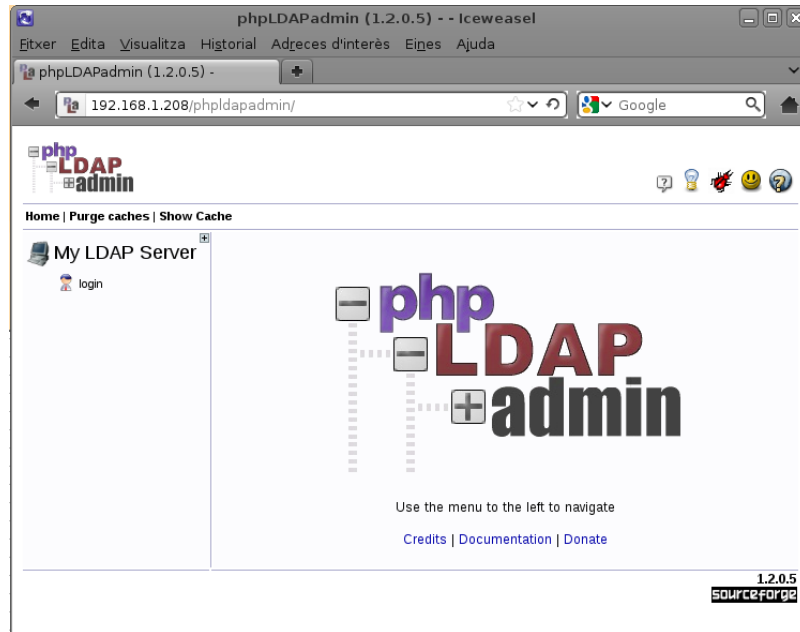 phpLDAPadmin (1.2.0.5) - - Iceweasel
Fitxer Edita Visualitza Historial Adreces d'interès Eines Ajuda
phpLDAPadmin (1.2.0.5) -
192.168.1.208/phpldapadmin/
Google
php
LDAP
admin
Home | Purge caches | Show Cache
My LDAP Server
login
php
LDAP
admin
Use the menu to the left to navigate
Credits | Documentation | Donate
1.2.0.5
sourceforge